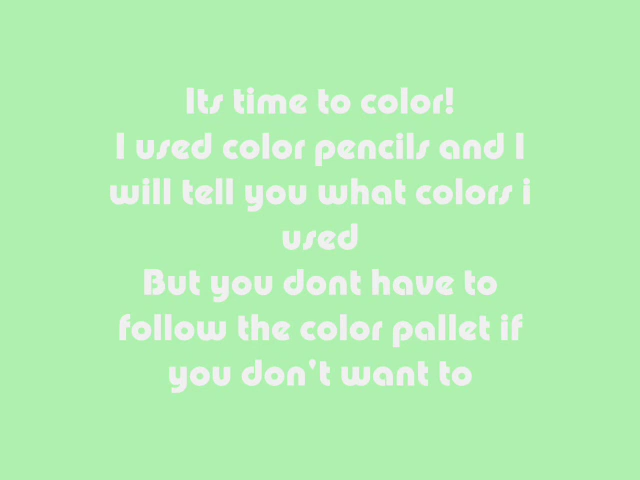 Its time to color!
I used color pencils and I
will tell you what colors i
used
But you dont have to
follow the color pallet if
you don't want to